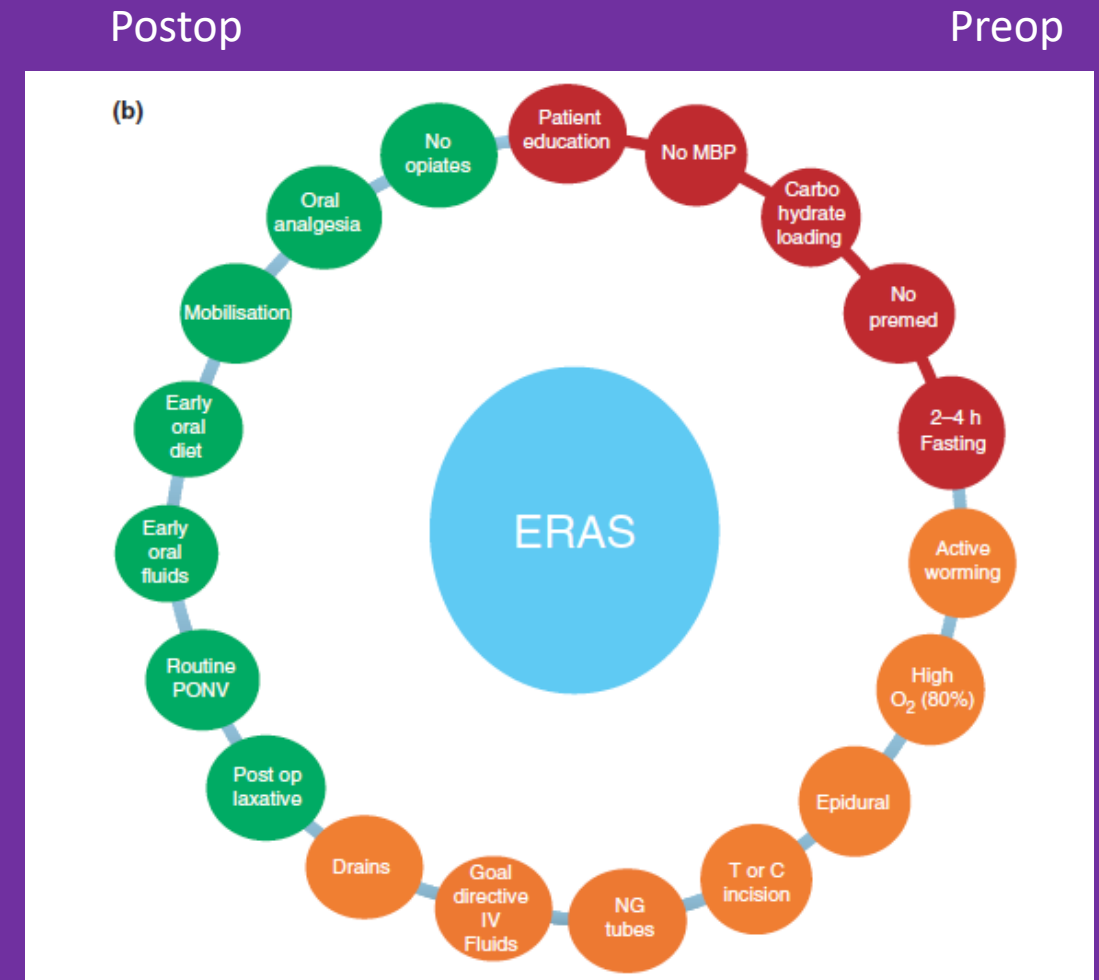 Postop
Preop
(b)
Patient
education
No MBP
Carbo
hydrate
loading
No
premed
2–4 h
Fasting
Active
worming
High
O2 (80%)
Epidural
T or C
incision
NG
tubes
Goal
directive
IV
Fluids
Drains
Post op
laxative
Routine
PONV
Early
oral
fluids
Early
oral
diet
Mobilisation
Oral
analgesia
No
opiates
ERAS